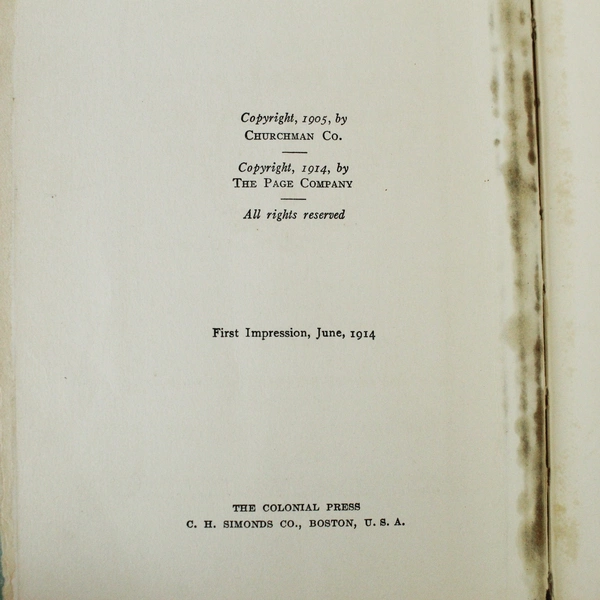 Copyright, 1905, by
Churchman Co.
Copyright, 1914, by
The Page Company
All rights reserved
First Impression, June, 1914
THE COLONIAL PRESS
C. H. SIMONDS CO., BOSTON, U. S. A.